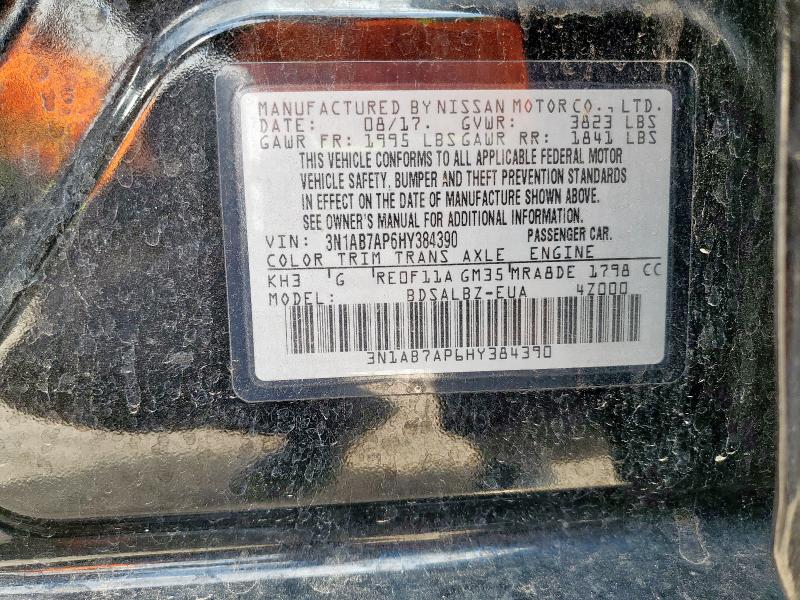 MANUFACTURED BY NISSAN MOTOR CO., LTD.
DATE: 08/17. GVWR: 3823 LBS
GAWR FR: 1995 LBS GAWR RR: 1841 LBS
THIS VEHICLE CONFORMS TO ALL APPLICABLE FEDERAL MOTOR
VEHICLE SAFETY, BUMPER AND THEFT PREVENTION STANDARDS
IN EFFECT ON THE DATE OF MANUFACTURE SHOWN ABOVE.
SEE OWNER'S MANUAL FOR ADDITIONAL INFORMATION.
VIN: 3N1AB7AP6HY384390 PASSENGER CAR.
COLOR TRIM TRANS AXLE ENGINE
KH3 G RE0F11A GM35 MRA8DE 1798 CC
MODEL: BDSALBZ-EUA 4Z000
3N1AB7AP6HY384390